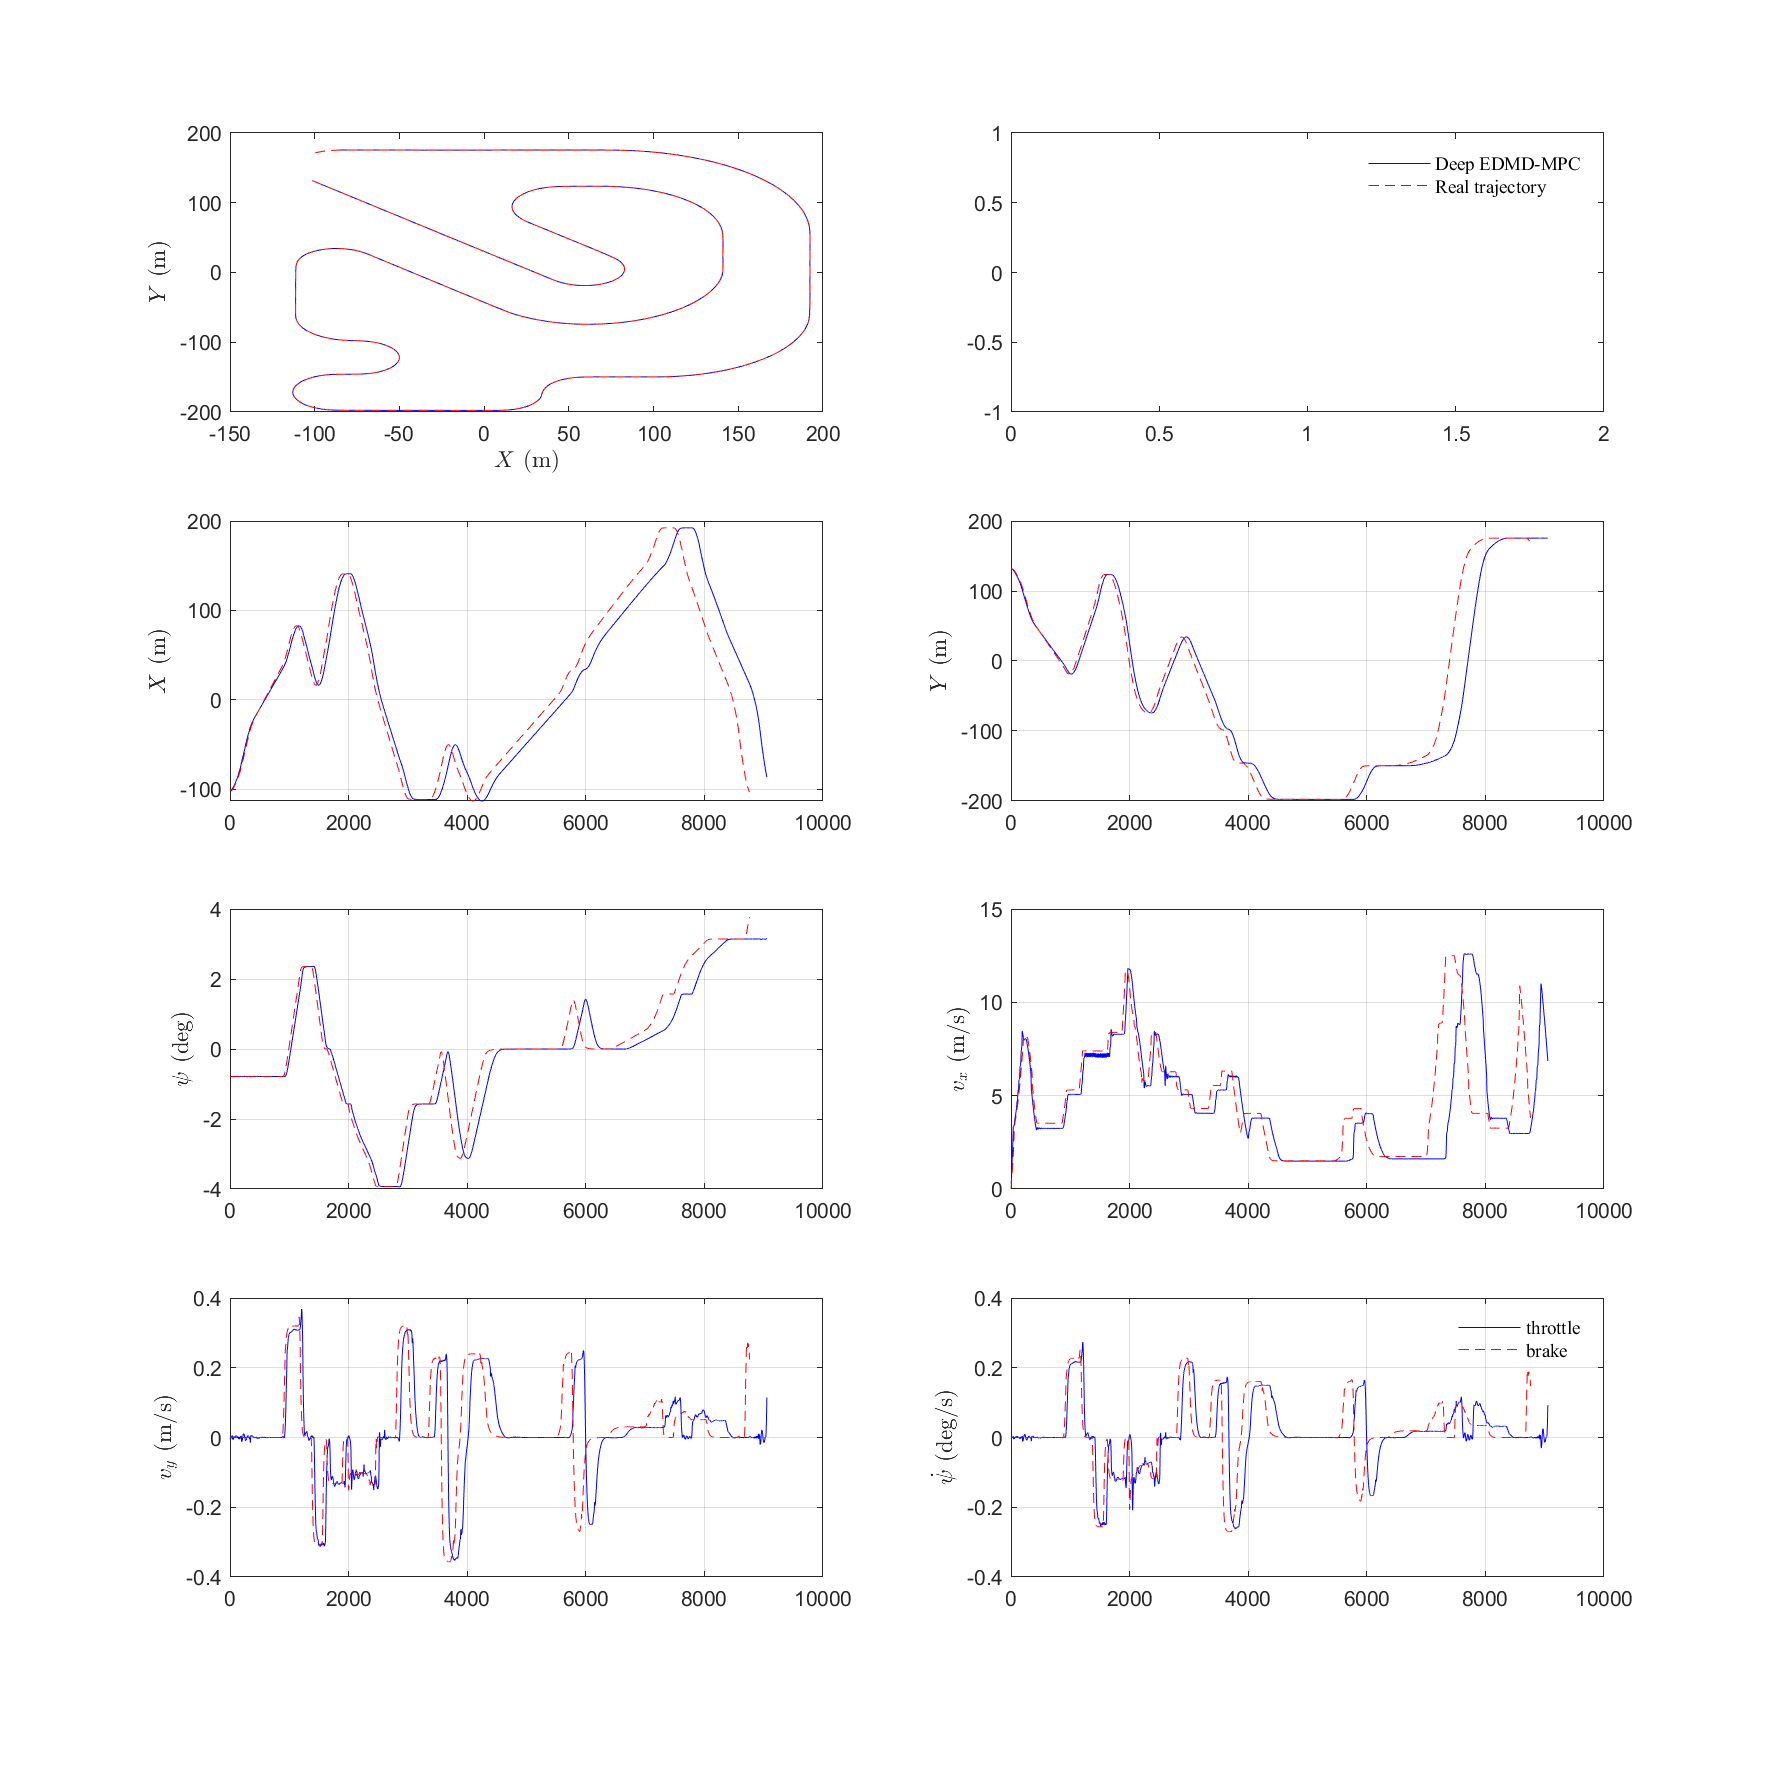 200
100
0
-100
-200
Y (m)
-150 -100 -50 0 50 100 150 200
X (m)
1
0.5
0
-0.5
-1
0 0.5 1 1.5 2
Deep EDMD-MPC
Real trajectory
200
100
0
-100
X (m)
0 2000 4000 6000 8000 10000
200
100
0
-100
-200
Y (m)
0 2000 4000 6000 8000 10000
4
2
0
-2
-4
ψ (deg)
0 2000 4000 6000 8000 10000
15
10
5
0
v_x (m/s)
0 2000 4000 6000 8000 10000
0.4
0.2
0
-0.2
-0.4
v_y (m/s)
0 2000 4000 6000 8000 10000
0.4
0.2
0
-0.2
-0.4
ψ̇ (deg/s)
0 2000 4000 6000 8000 10000
throttle
brake